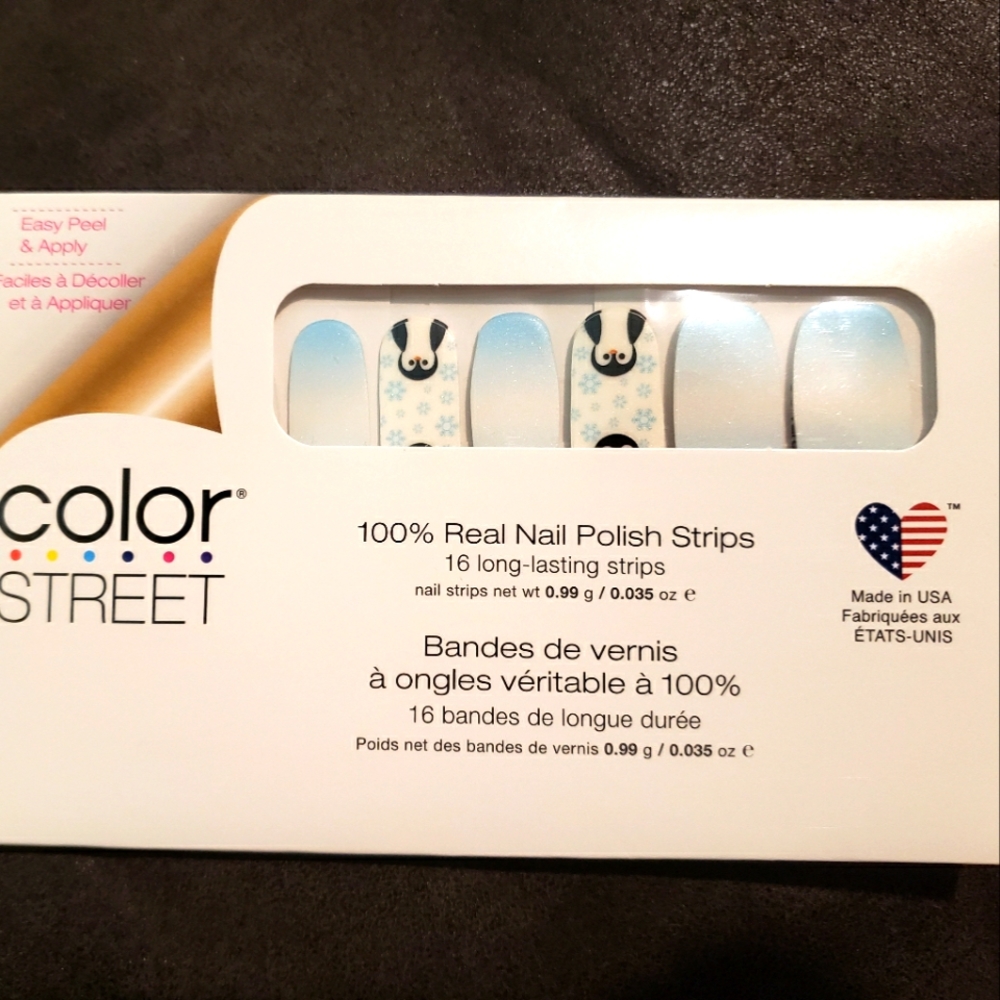 Easy Peel
& Apply
Faciles à Décoller
et à Appliquer
color®
STREET
100% Real Nail Polish Strips
16 long-lasting strips
nail strips net wt 0.99 g / 0.035 oz ℮
Bandes de vernis
à ongles véritable à 100%
16 bandes de longue durée
Poids net des bandes de vernis 0.99 g / 0.035 oz ℮
™
Made in USA
Fabriquées aux
ÉTATS-UNIS